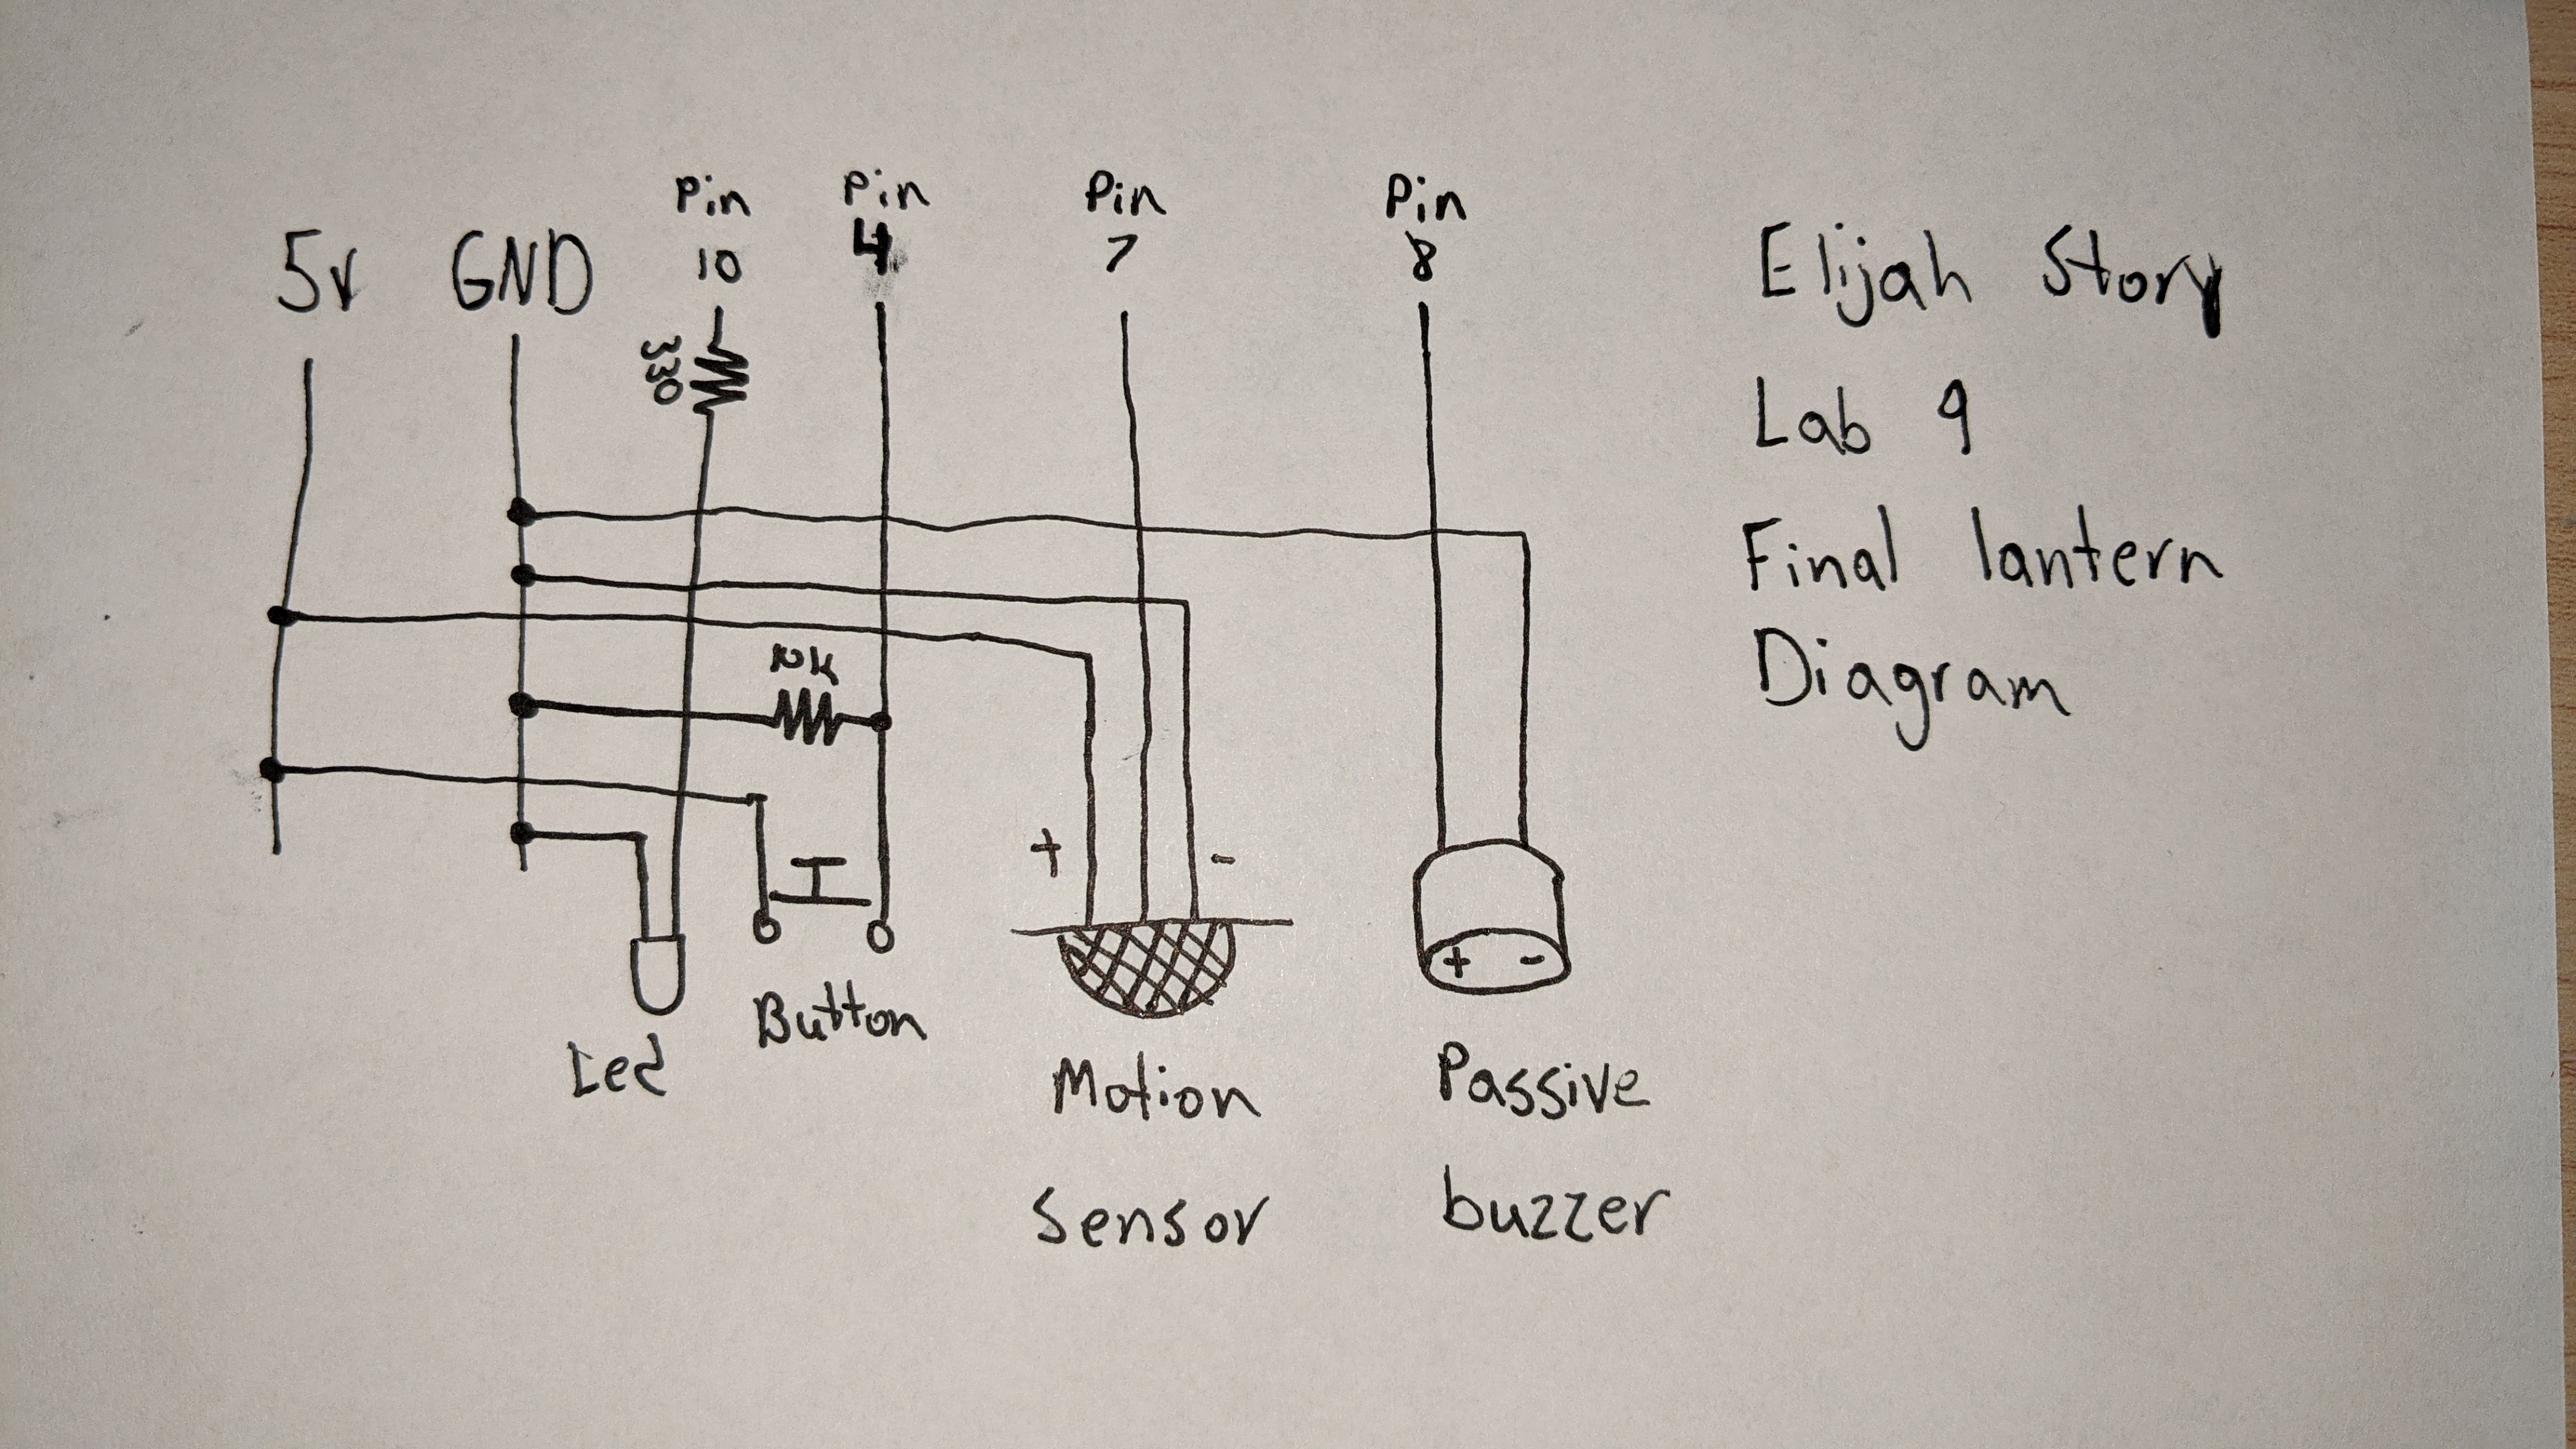 Pin Pin Pin Pin
5v GND 10 4 7 8
330
10k
+ -
+ -
Led
Button
Motion
Sensor
Passive
buzzer
Elijah Story
Lab 9
Final lantern
Diagram